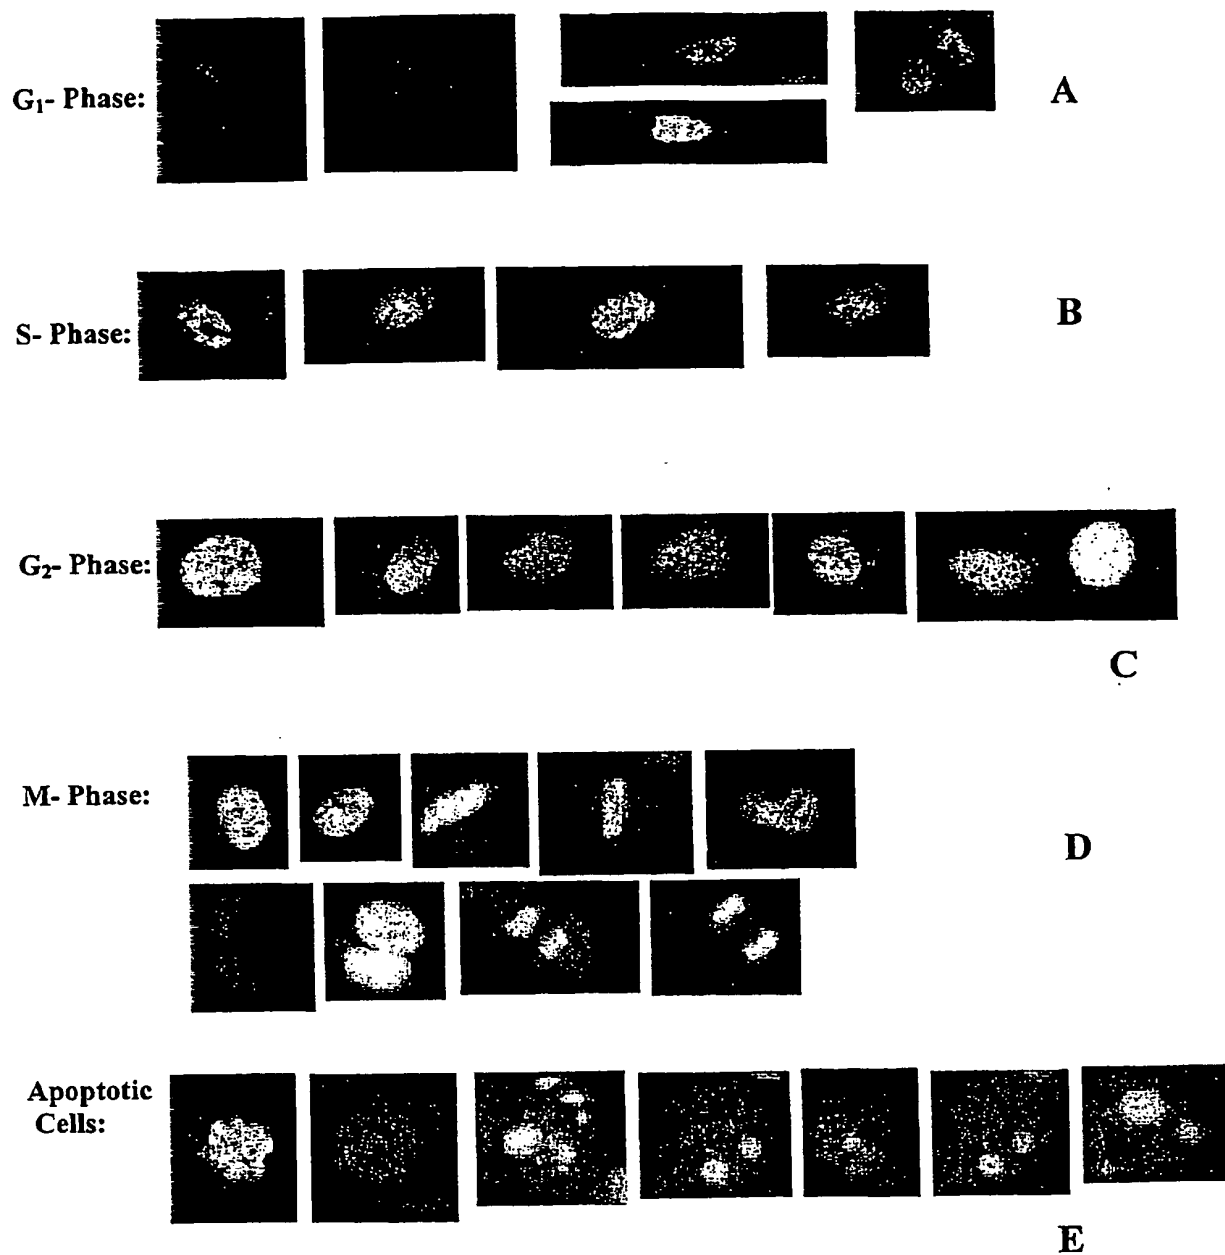 G₁- Phase:
A
S- Phase:
B
G₂- Phase:
C
M- Phase:
D
Apoptotic
Cells:
E